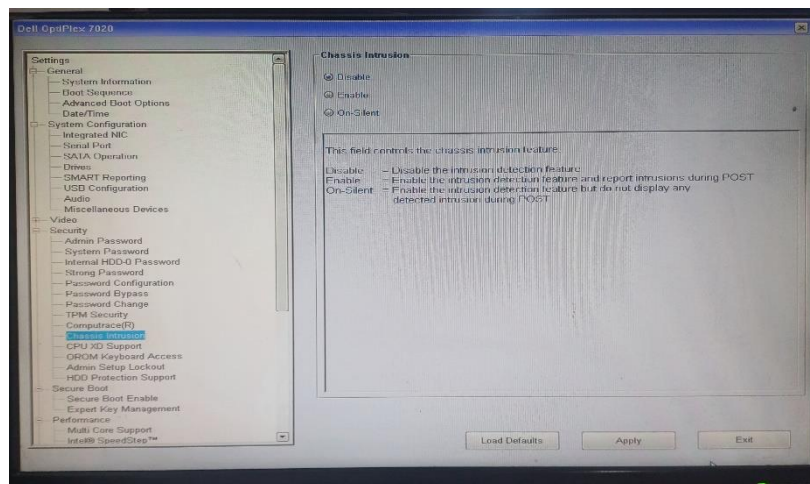 Dell OptiPlex 7020
Settings
General
System Information
Boot Sequence
Advanced Boot Options
Date/Time
System Configuration
Integrated NIC
Serial Port
SATA Operation
Drives
SMART Reporting
USB Configuration
Audio
Miscellaneous Devices
Video
Security
Admin Password
System Password
Internal HDD-0 Password
Strong Password
Password Configuration
Password Bypass
Password Change
TPM Security
Computrace(R)
Chassis Intrusion
CPU XD Support
OROM Keyboard Access
Admin Setup Lockout
HDD Protection Support
Secure Boot
Secure Boot Enable
Expert Key Management
Performance
Multi Core Support
Intel® SpeedStep™
Chassis Intrusion
Disable
Enable
On-Silent
This field controls the chassis intrusion feature.
Disable – Disable the intrusion detection feature
Enable – Enable the intrusion detection feature and report intrusions during POST
On-Silent – Enable the intrusion detection feature but do not display any
detected intrusion during POST
Load Defaults
Apply
Exit